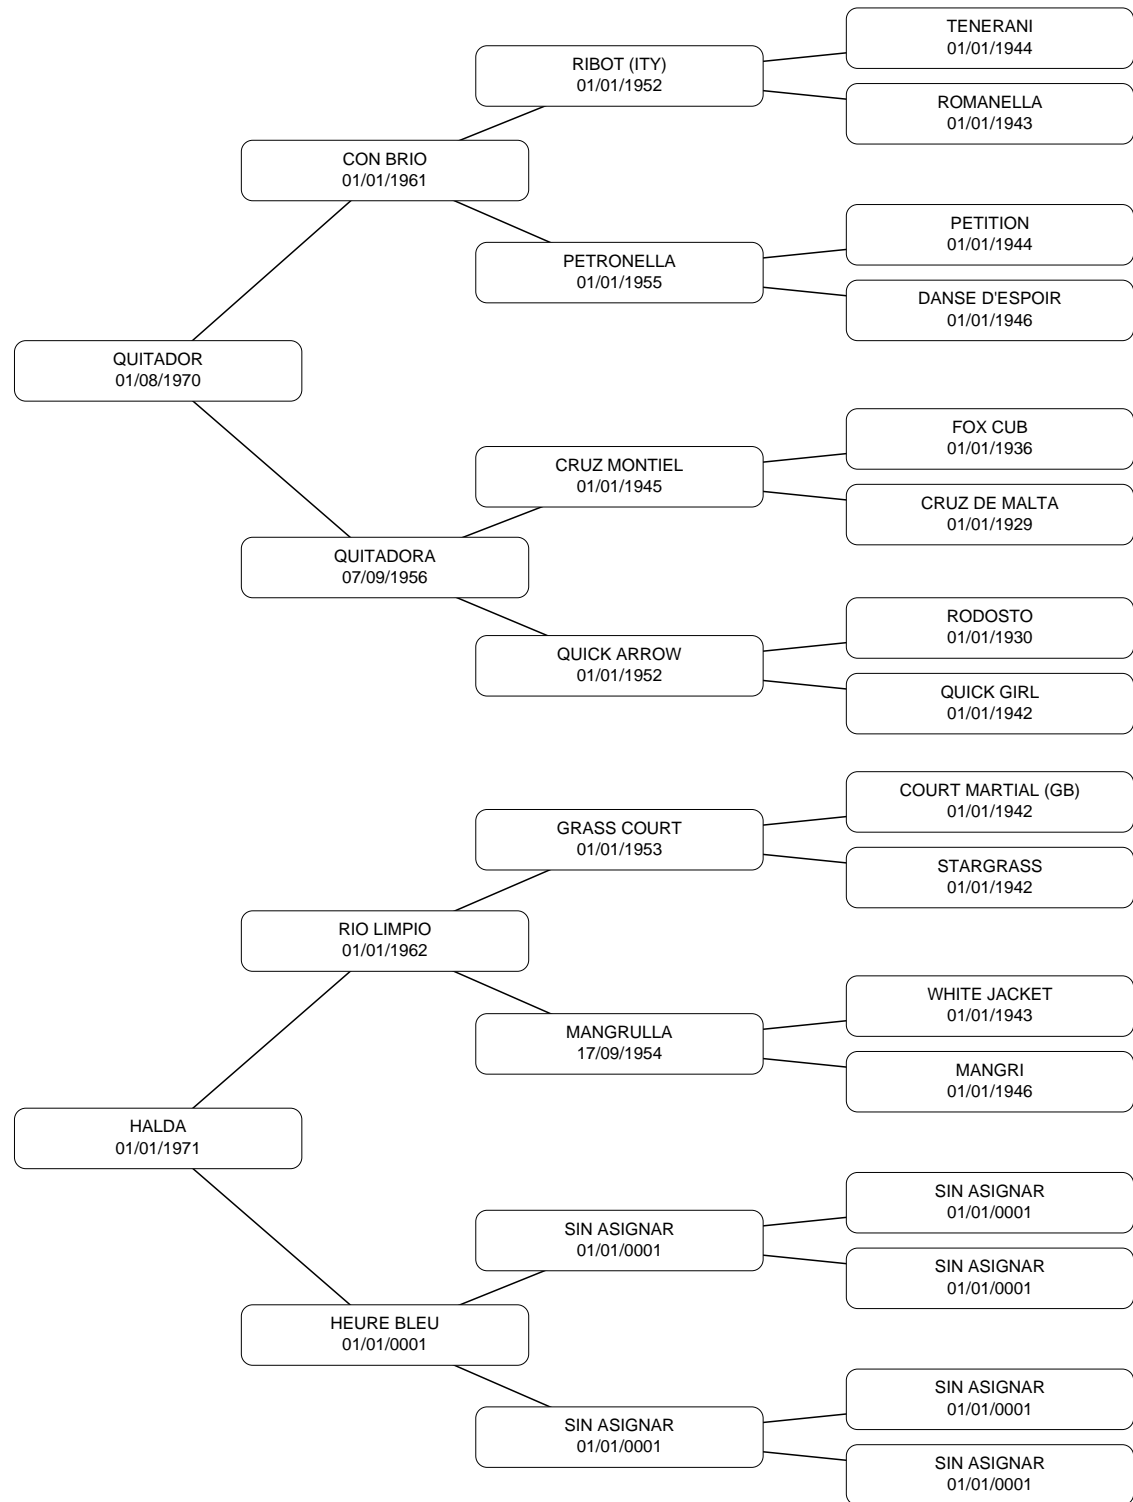 TENERANI
01/01/1944
RIBOT (ITY)
01/01/1952
ROMANELLA
01/01/1943
CON BRIO
01/01/1961
PETITION
01/01/1944
PETRONELLA
01/01/1955
DANSE D'ESPOIR
01/01/1946
QUITADOR
01/08/1970
FOX CUB
01/01/1936
CRUZ MONTIEL
01/01/1945
CRUZ DE MALTA
01/01/1929
QUITADORA
07/09/1956
RODOSTO
01/01/1930
QUICK ARROW
01/01/1952
QUICK GIRL
01/01/1942
COURT MARTIAL (GB)
01/01/1942
GRASS COURT
01/01/1953
STARGRASS
01/01/1942
RIO LIMPIO
01/01/1962
WHITE JACKET
01/01/1943
MANGRULLA
17/09/1954
MANGRI
01/01/1946
HALDA
01/01/1971
SIN ASIGNAR
01/01/0001
SIN ASIGNAR
01/01/0001
SIN ASIGNAR
01/01/0001
HEURE BLEU
01/01/0001
SIN ASIGNAR
01/01/0001
SIN ASIGNAR
01/01/0001
SIN ASIGNAR
01/01/0001